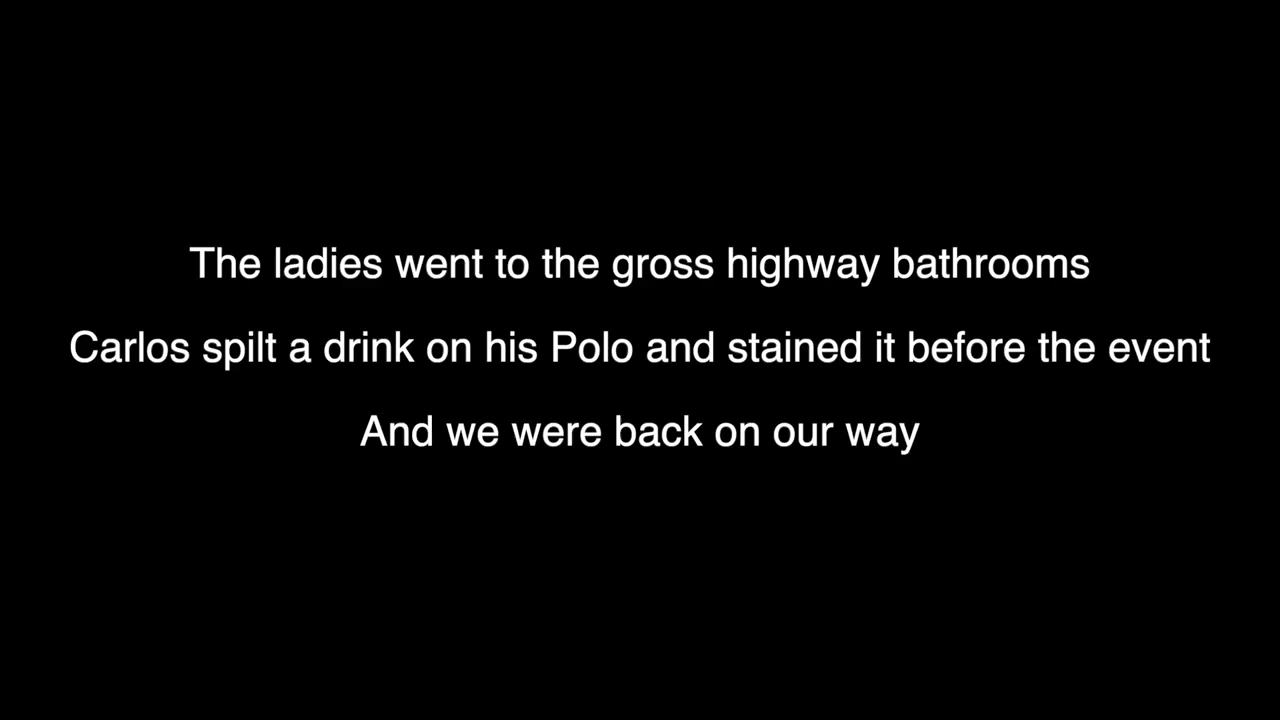 The ladies went to the gross highway bathrooms
Carlos spilt a drink on his Polo and stained it before the event
And we were back on our way